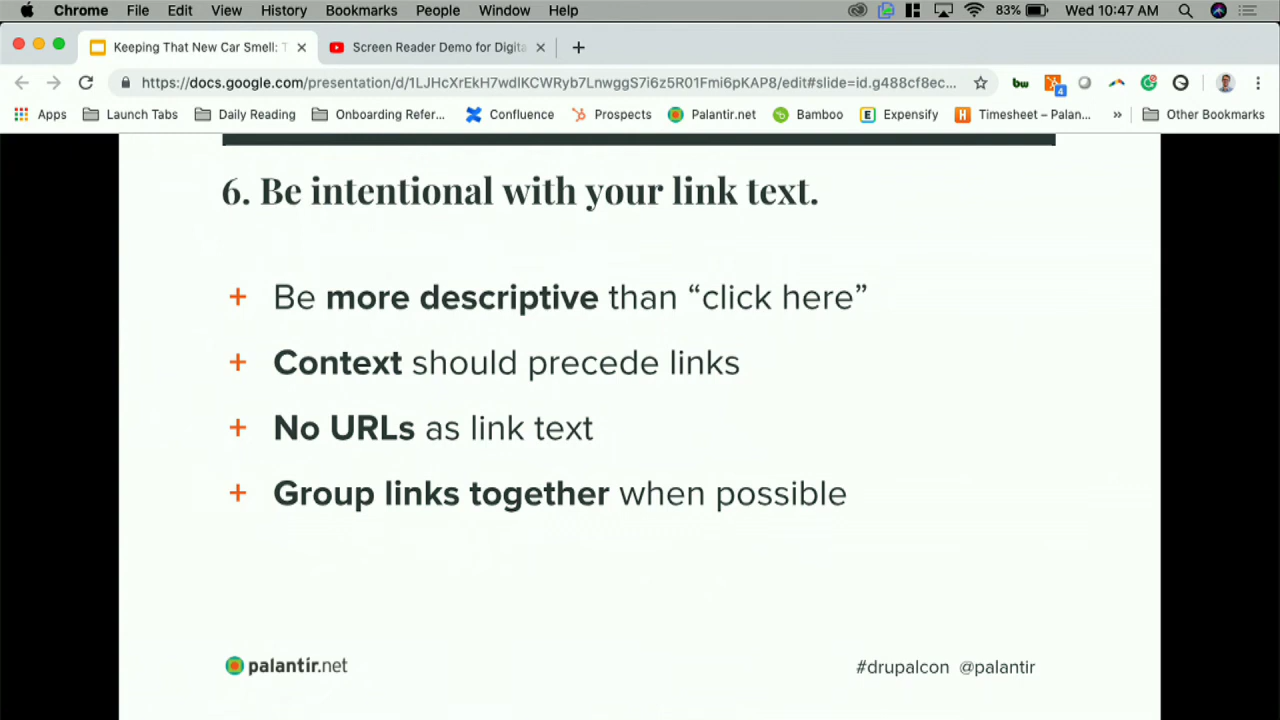 Chrome File Edit View History Bookmarks People Window Help 83% Wed 10:47 AM
Keeping That New Car Smell: T Screen Reader Demo for Digita
https://docs.google.com/presentation/d/1LJHcXrEkH7wdlKCWRyb7LnwggS7i6z5R01Fmi6pKAP8/edit#slide=id.g488cf8ec... bw 4
Apps Launch Tabs Daily Reading Onboarding Refer... Confluence Prospects Palantir.net Bamboo Expensify Timesheet – Palan... » Other Bookmarks
6. Be intentional with your link text.
+ Be more descriptive than “click here”
+ Context should precede links
+ No URLs as link text
+ Group links together when possible
palantir.net #drupalcon @palantir